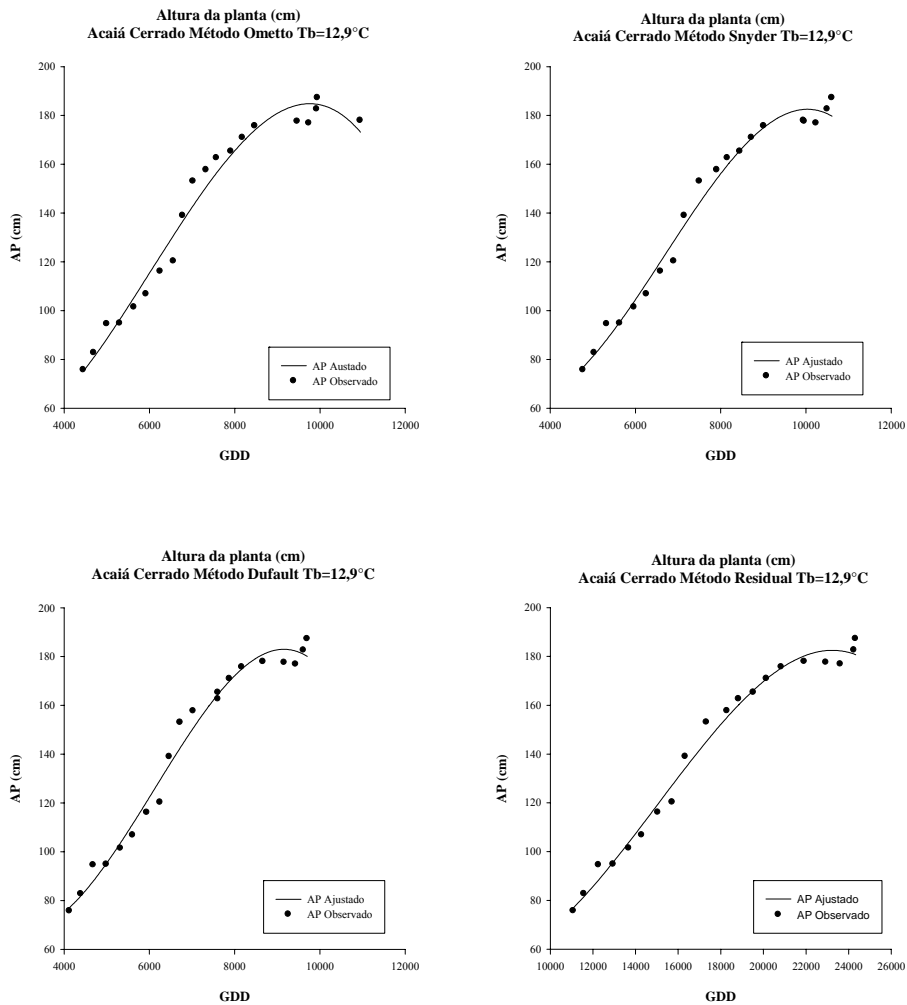 Altura da planta (cm)
Acaiá Cerrado Método Ometto Tb=12,9°C
AP (cm)
200
180
160
140
120
100
80
60
4000
6000
8000
10000
12000
GDD
AP Austado
AP Observado
Altura da planta (cm)
Acaiá Cerrado Método Snyder Tb=12,9°C
AP (cm)
200
180
160
140
120
100
80
60
4000
6000
8000
10000
12000
GDD
AP Ajustado
AP Observado
Altura da planta (cm)
Acaiá Cerrado Método Dufault Tb=12,9°C
AP (cm)
200
180
160
140
120
100
80
60
4000
6000
8000
10000
12000
GDD
AP Ajustado
AP Observado
Altura da planta (cm)
Acaiá Cerrado Método Residual Tb=12,9°C
AP (cm)
200
180
160
140
120
100
80
60
10000
12000
14000
16000
18000
20000
22000
24000
26000
GDD
AP Ajustado
AP Observado